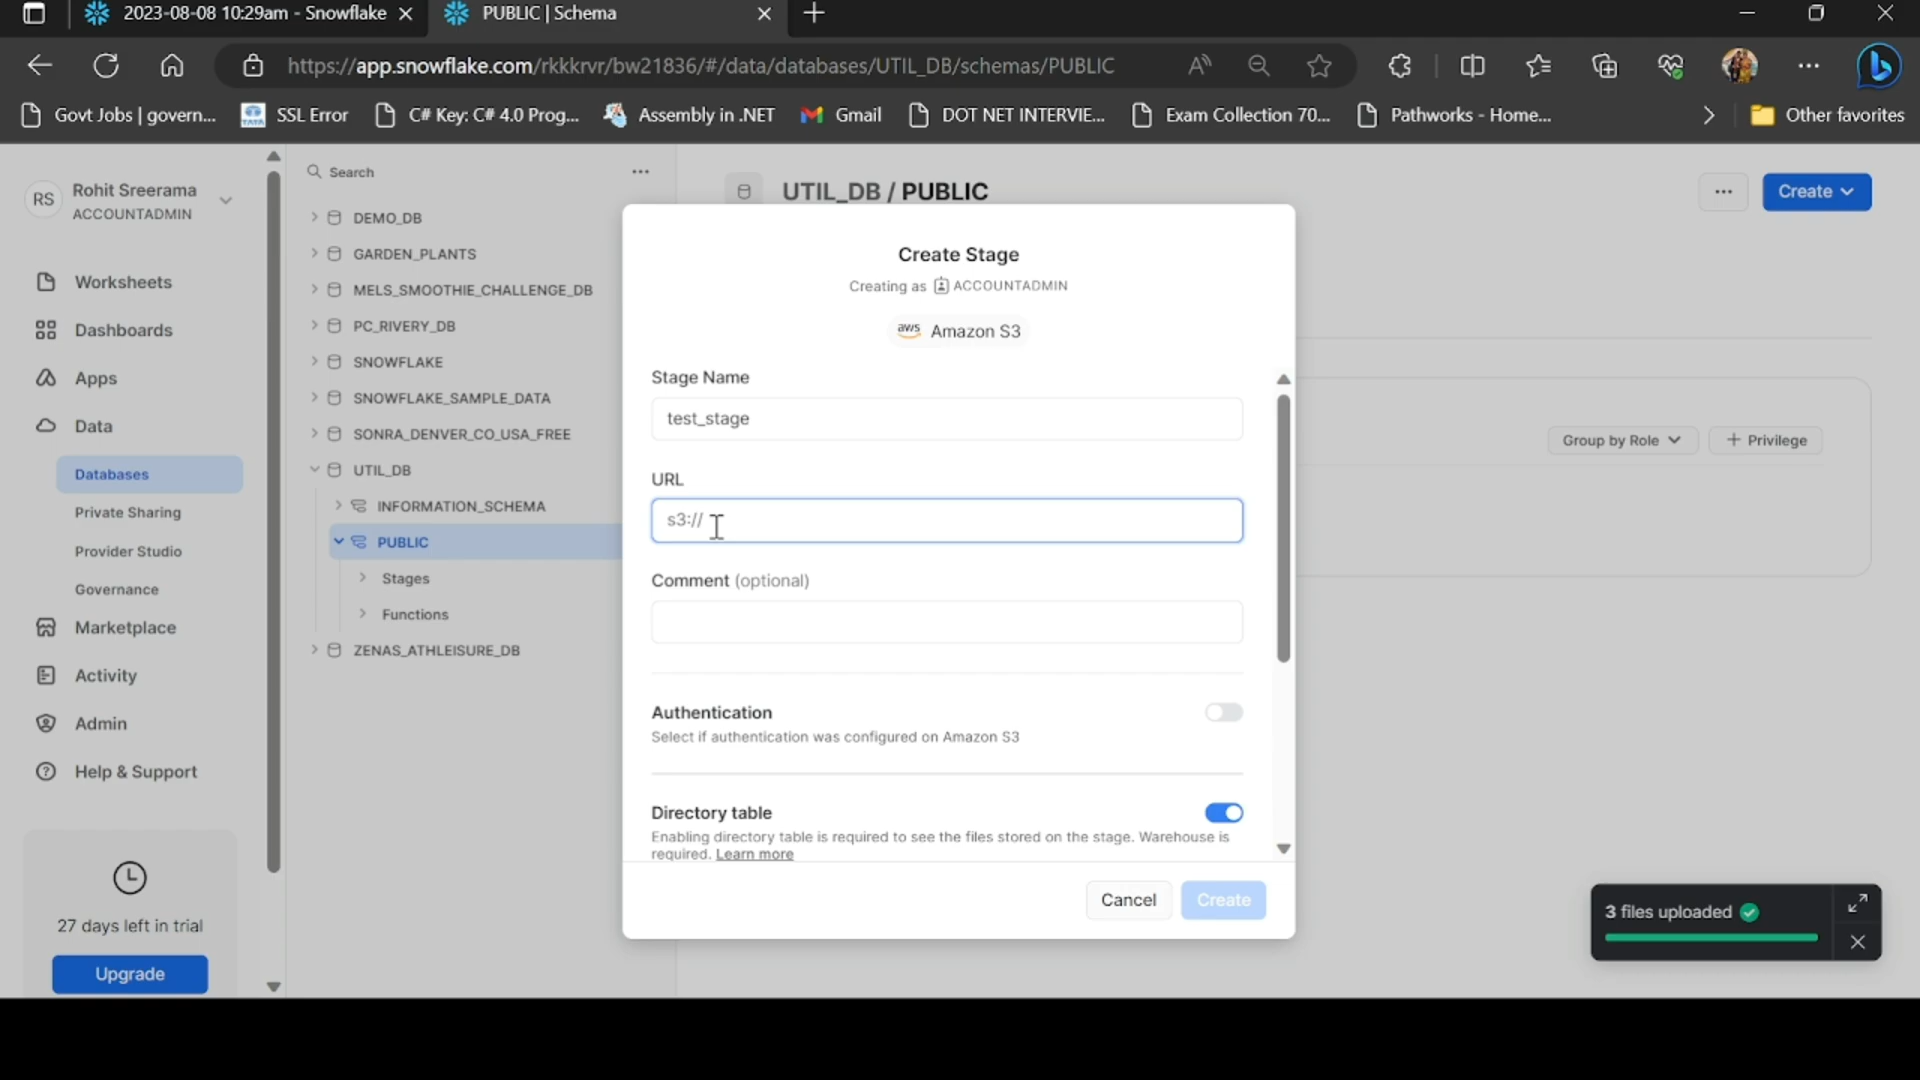 2023-08-08 10:29am - Snowflake
PUBLIC | Schema
https://app.snowflake.com/rkkkrvr/bw21836/#/data/databases/UTIL_DB/schemas/PUBLIC
Govt Jobs | govern...
SSL Error
C# Key: C# 4.0 Prog...
Assembly in .NET
Gmail
DOT NET INTERVIE...
Exam Collection 70...
Pathworks - Home...
Other favorites
RS
Rohit Sreerama
ACCOUNTADMIN
Worksheets
Dashboards
Apps
Data
Databases
Private Sharing
Provider Studio
Governance
Marketplace
Activity
Admin
Help & Support
27 days left in trial
Upgrade
Search
DEMO_DB
GARDEN_PLANTS
MELS_SMOOTHIE_CHALLENGE_DB
PC_RIVERY_DB
SNOWFLAKE
SNOWFLAKE_SAMPLE_DATA
SONRA_DENVER_CO_USA_FREE
UTIL_DB
INFORMATION_SCHEMA
PUBLIC
Stages
Functions
ZENAS_ATHLEISURE_DB
UTIL_DB / PUBLIC
Create
Group by Role
+ Privilege
Create Stage
Creating as ACCOUNTADMIN
aws Amazon S3
Stage Name
test_stage
URL
s3://
Comment (optional)
Authentication
Select if authentication was configured on Amazon S3
Directory table
Enabling directory table is required to see the files stored on the stage. Warehouse is
required. Learn more
Cancel
Create
3 files uploaded